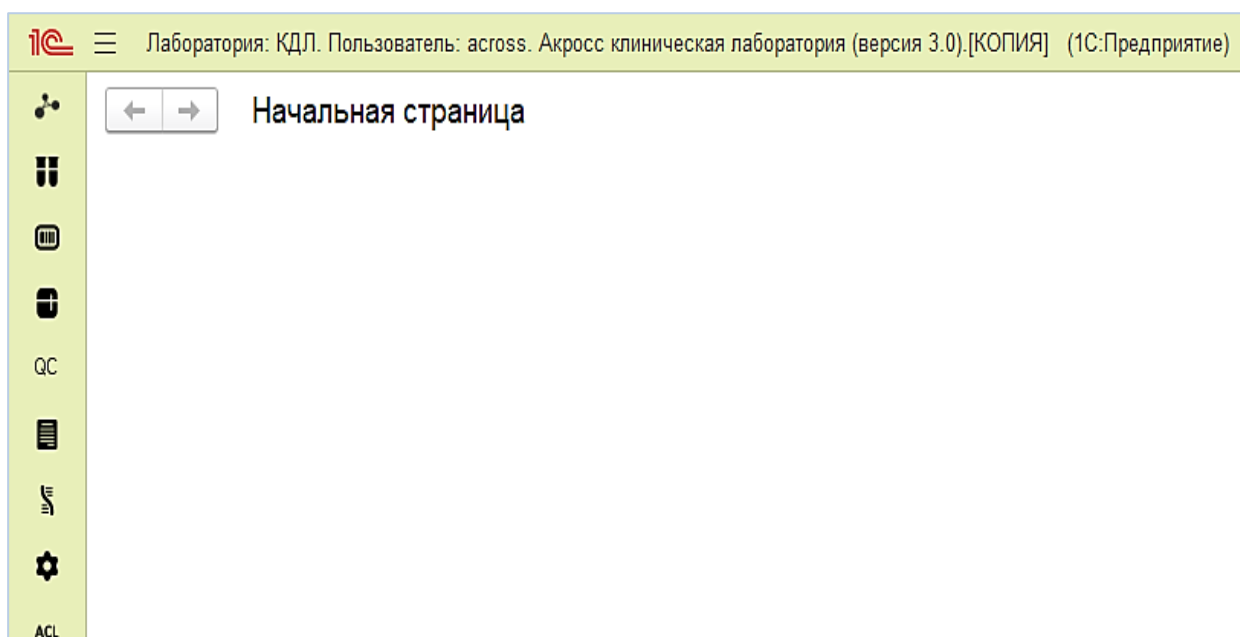 1С Лаборатория: КДЛ. Пользователь: across. Акросс клиническая лаборатория (версия 3.0).[КОПИЯ] (1С:Предприятие)
Начальная страница
QC
ACL